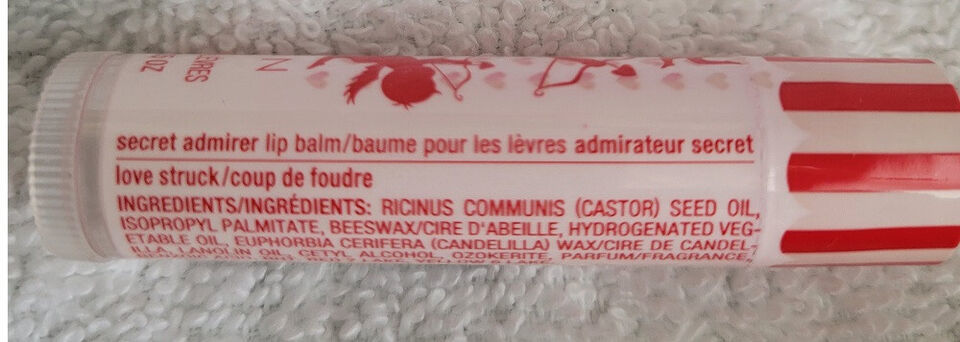 N
OZ
secret admirer lip balm/baume pour les lèvres admirateur secret
love struck/coup de foudre
INGREDIENTS/INGRÉDIENTS: RICINUS COMMUNIS (CASTOR) SEED OIL,
ISOPROPYL PALMITATE, BEESWAX/CIRE D'ABEILLE, HYDROGENATED VEG-
ETABLE OIL, EUPHORBIA CERIFERA (CANDELILLA) WAX/CIRE DE CANDEL-
ILLA, LANOLIN OIL, CETYL ALCOHOL, OZOKERITE, PARFUM/FRAGRANCE,